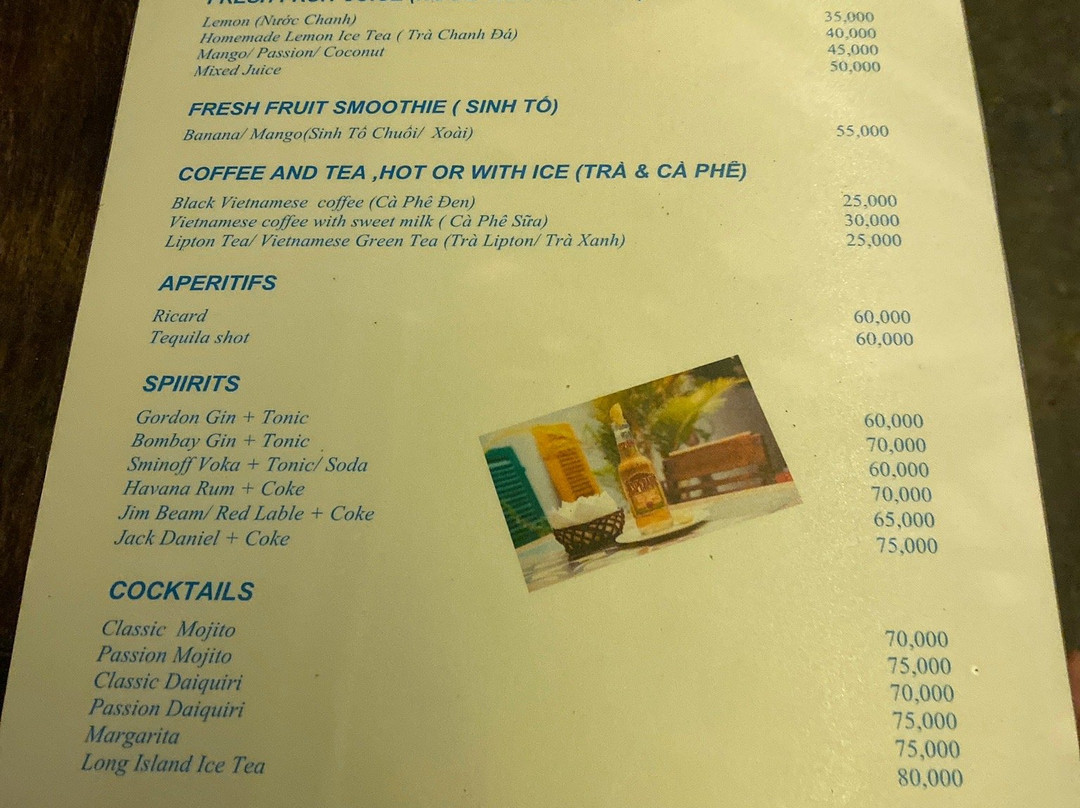 FRESH FRUIT JUICE
Lemon (Nước Chanh) 35,000
Homemade Lemon Ice Tea ( Trà Chanh Đá) 40,000
Mango/ Passion/ Coconut 45,000
Mixed Juice 50,000
FRESH FRUIT SMOOTHIE ( SINH TỐ)
Banana/ Mango(Sinh Tố Chuối/ Xoài) 55,000
COFFEE AND TEA ,HOT OR WITH ICE (TRÀ & CÀ PHÊ)
Black Vietnamese coffee (Cà Phê Đen) 25,000
Vietnamese coffee with sweet milk ( Cà Phê Sữa) 30,000
Lipton Tea/ Vietnamese Green Tea (Trà Lipton/ Trà Xanh) 25,000
APERITIFS
Ricard 60,000
Tequila shot 60,000
SPIIRITS
Gordon Gin + Tonic 60,000
Bombay Gin + Tonic 70,000
Sminoff Voka + Tonic/ Soda 60,000
Havana Rum + Coke 70,000
Jim Beam/ Red Lable + Coke 65,000
Jack Daniel + Coke 75,000
COCKTAILS
Classic Mojito 70,000
Passion Mojito 75,000
Classic Daiquiri 70,000
Passion Daiquiri 75,000
Margarita 75,000
Long Island Ice Tea 80,000